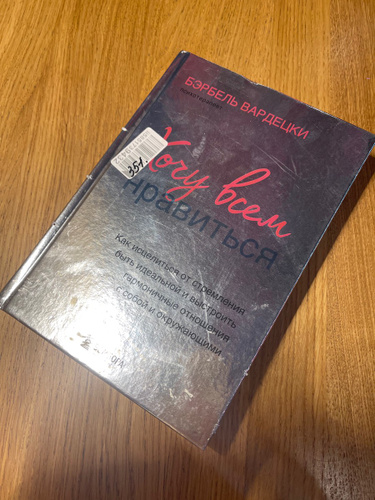 БЭРБЕЛЬ ВАРДЕЦКИ
Хочу всем
нравиться
351.
Как исцелиться от стремления
быть идеальной и выстроить
гармоничные отношения
с собой и окружающими